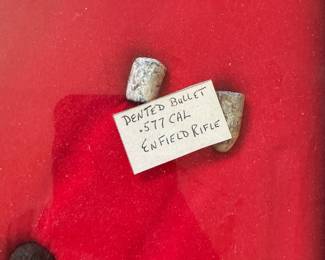 DENTED BULLET
.577 CAL
ENFIELD RIFLE